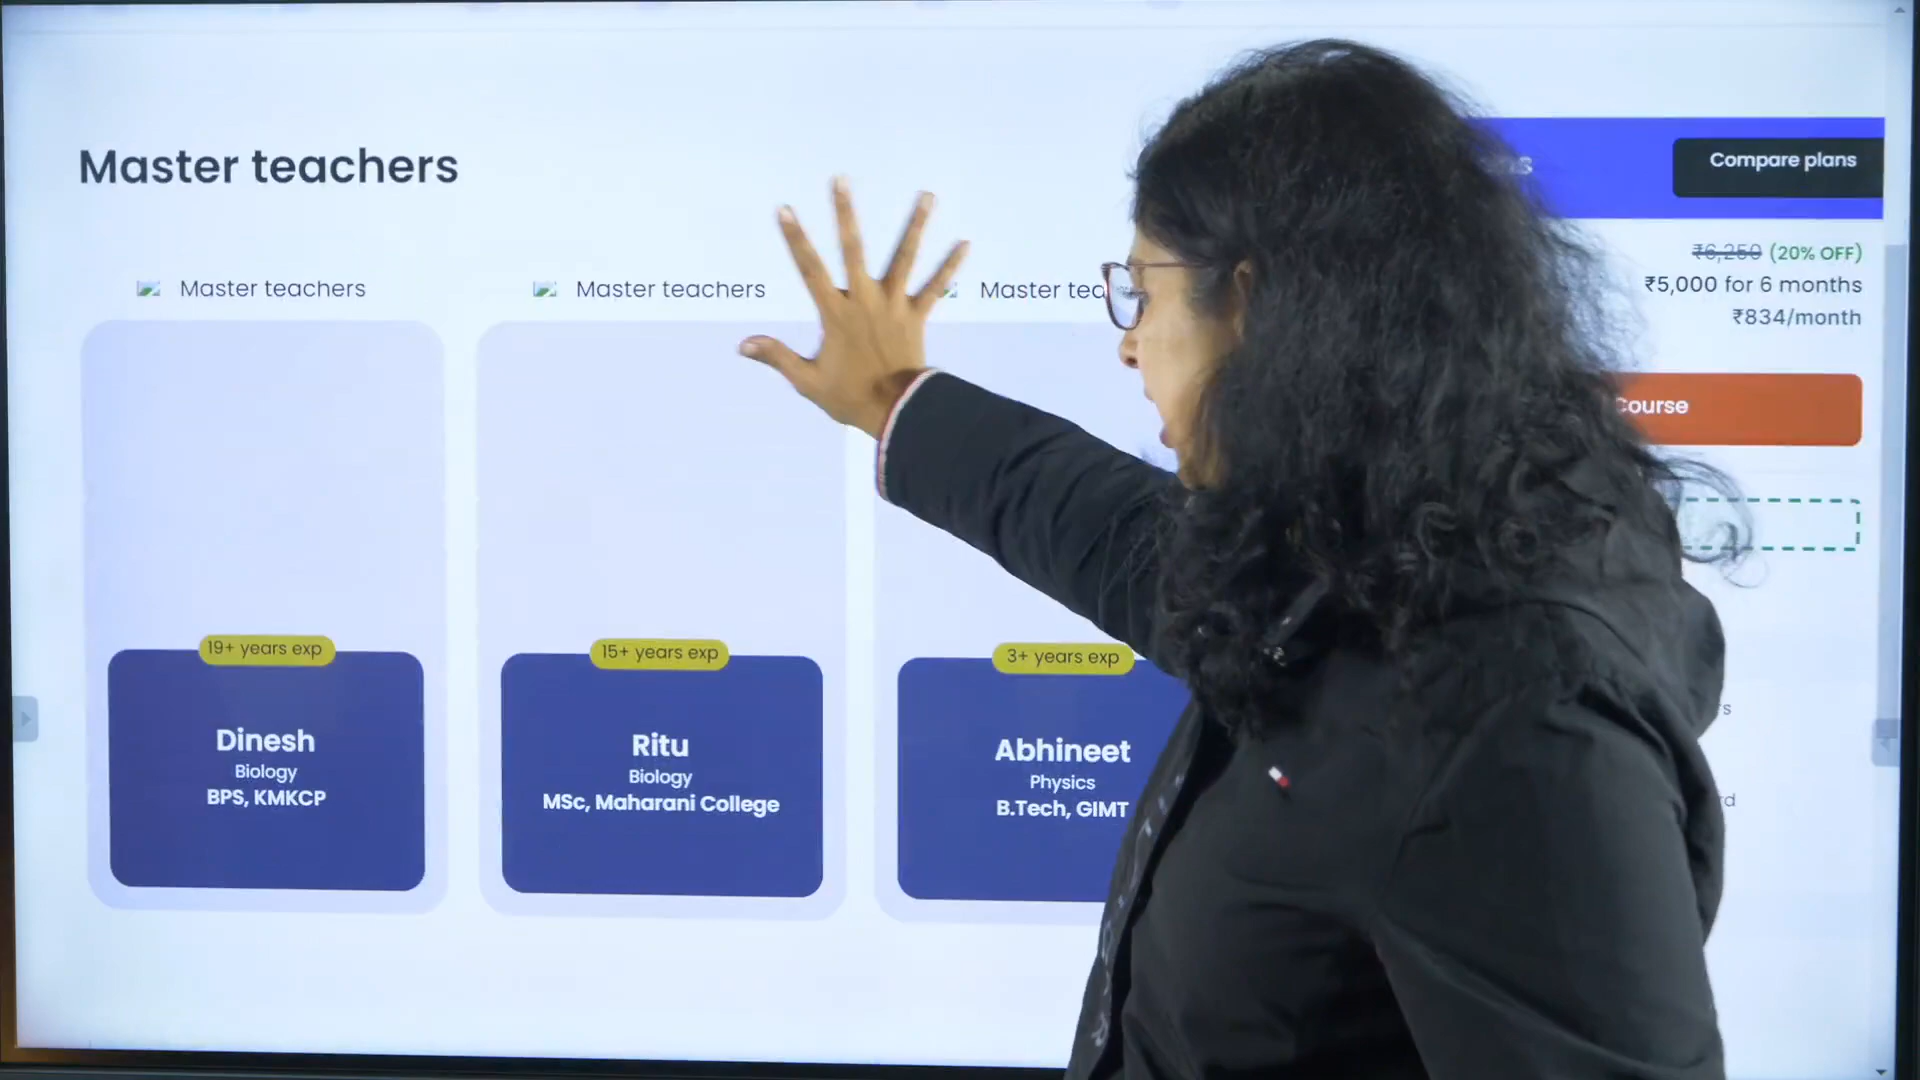 Master teachers
Compare plans
₹6,250 (20% OFF)
₹5,000 for 6 months
₹834/month
Master teachers
Master teachers
Master
Course
19+ years exp
15+ years exp
3+ years exp
Dinesh
Biology
BPS, KMKCP
Ritu
Biology
MSc, Maharani College
Abhineet
Physics
B.Tech, GIMT